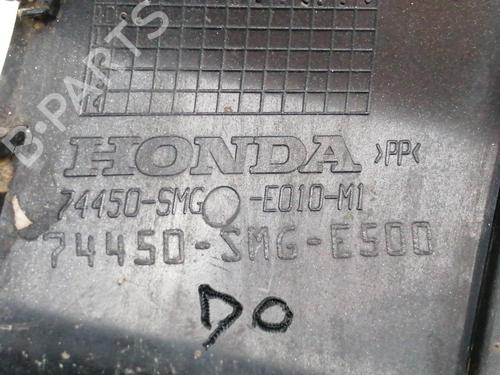 B-PARTS
HONDA >PP<
74450-SMG -E010-M1
74450-SMG-E500
DO